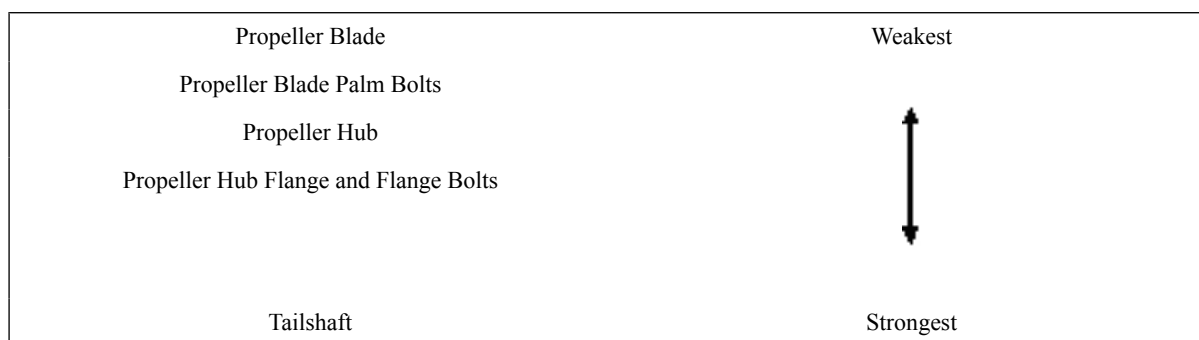 Propeller Blade Weakest
Propeller Blade Palm Bolts
Propeller Hub
Propeller Hub Flange and Flange Bolts
Tailshaft Strongest